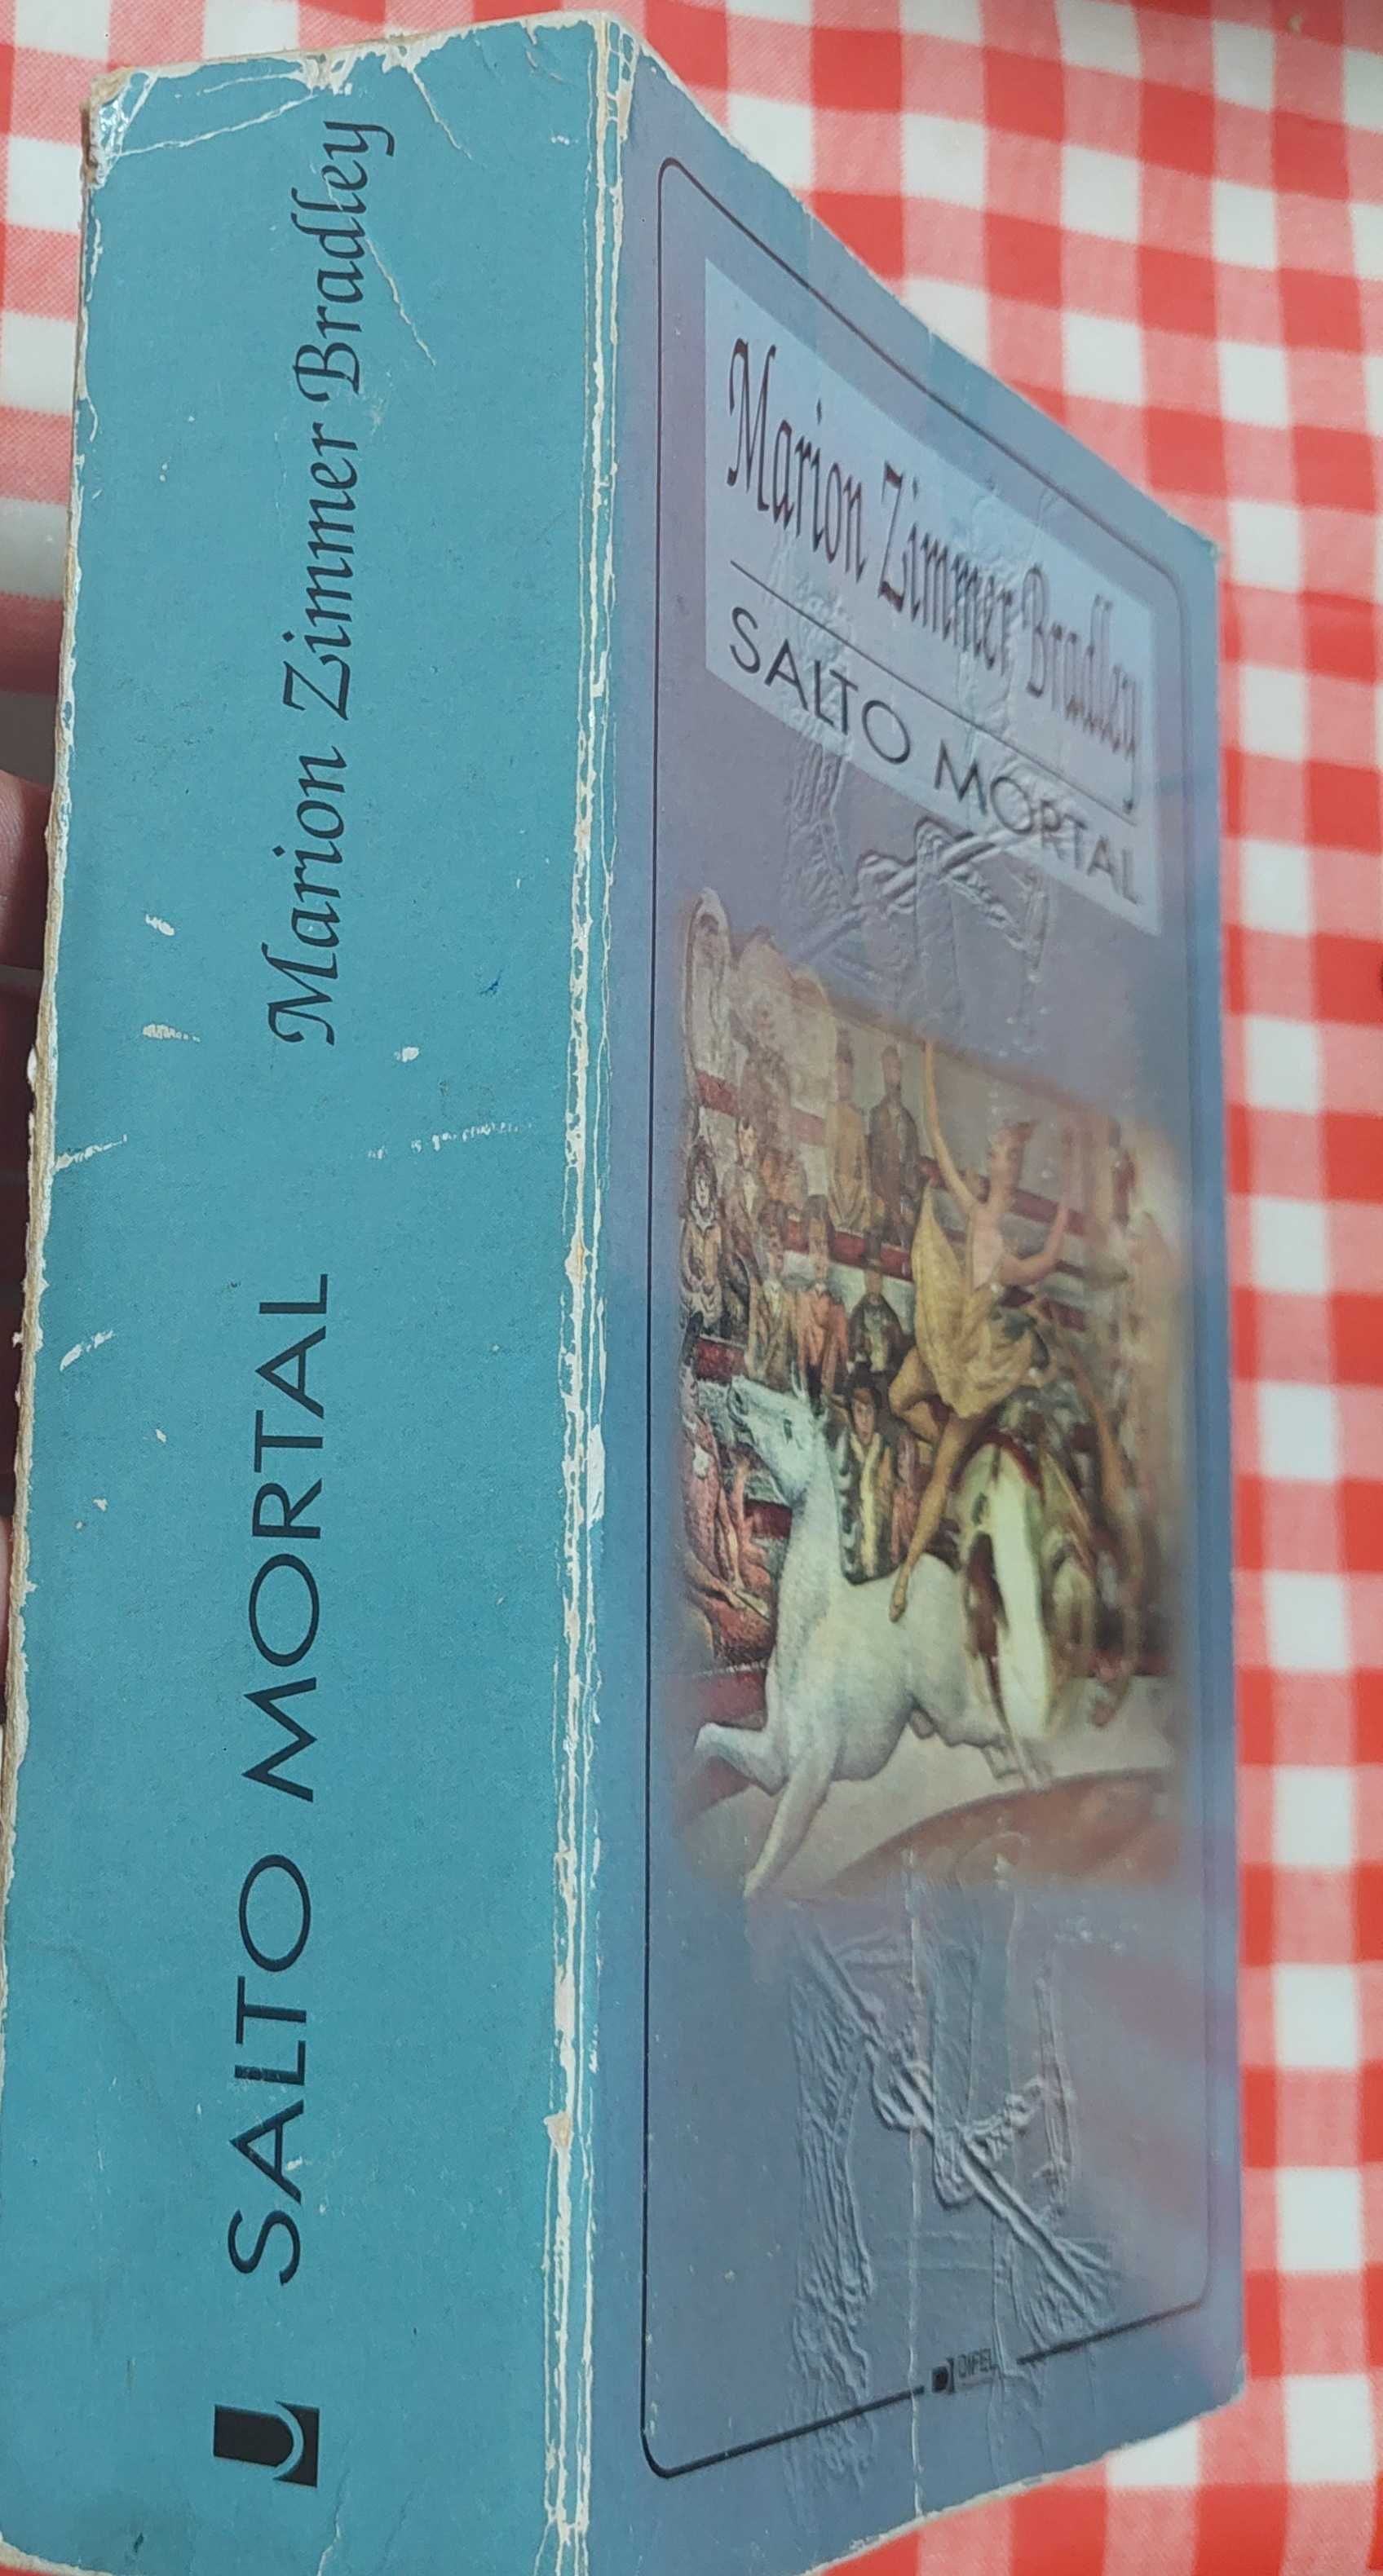 SALTO MORTAL Marion Zimmer Bradley
Marion Zimmer Bradley
SALTO MORTAL
DIFEL